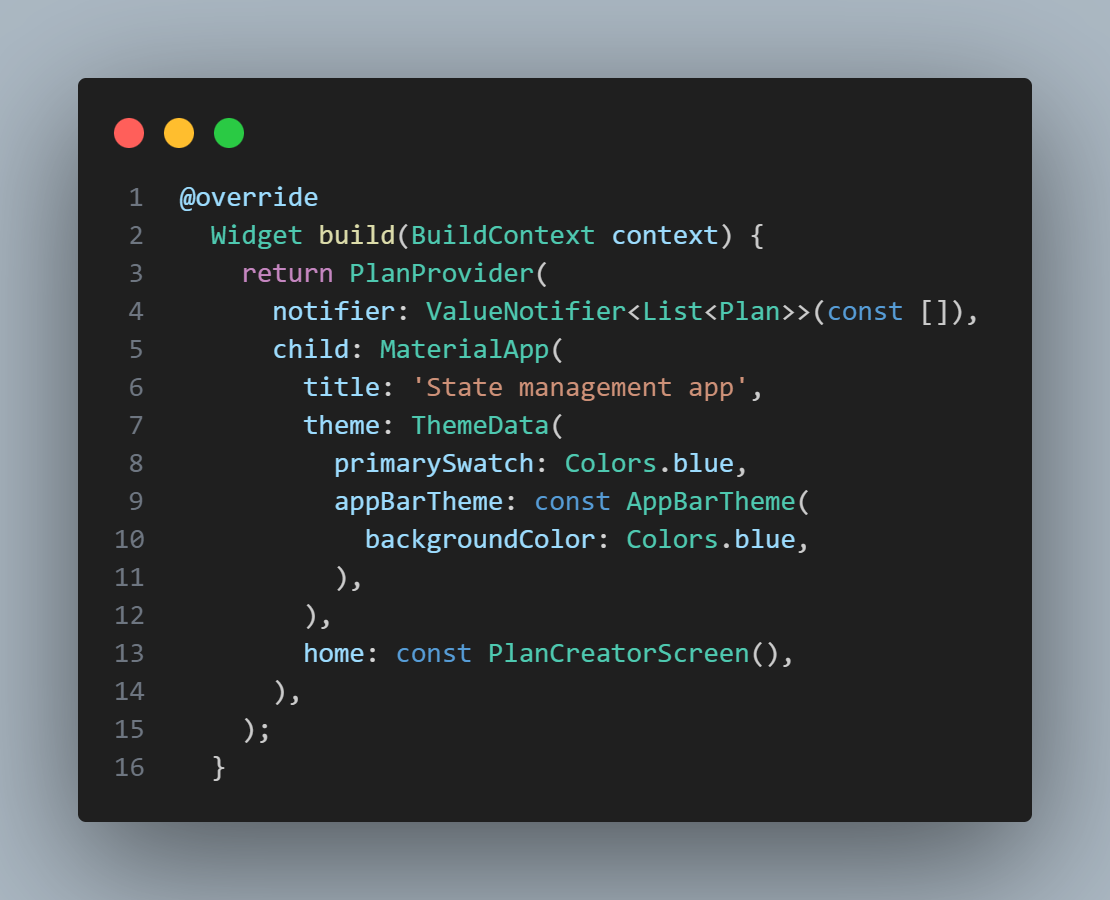 1 @override
2   Widget build(BuildContext context) {
3     return PlanProvider(
4       notifier: ValueNotifier<List<Plan>>(const []),
5       child: MaterialApp(
6         title: 'State management app',
7         theme: ThemeData(
8           primarySwatch: Colors.blue,
9           appBarTheme: const AppBarTheme(
10             backgroundColor: Colors.blue,
11           ),
12         ),
13         home: const PlanCreatorScreen(),
14       ),
15     );
16   }